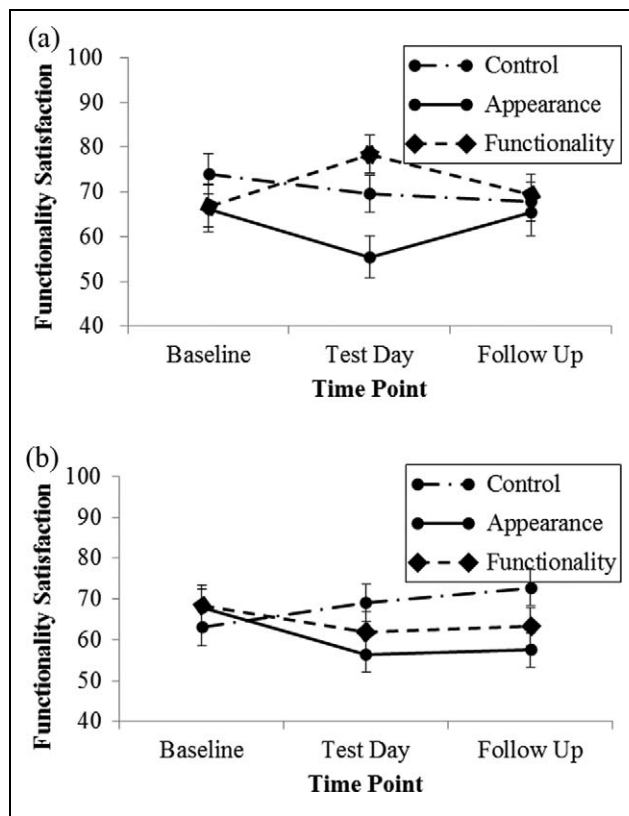 (a)
100
90
80
70
60
50
40
Functionality Satisfaction
Control
Appearance
Functionality
Baseline
Test Day
Follow Up
Time Point
(b)
100
90
80
70
60
50
40
Functionality Satisfaction
Control
Appearance
Functionality
Baseline
Test Day
Follow Up
Time Point